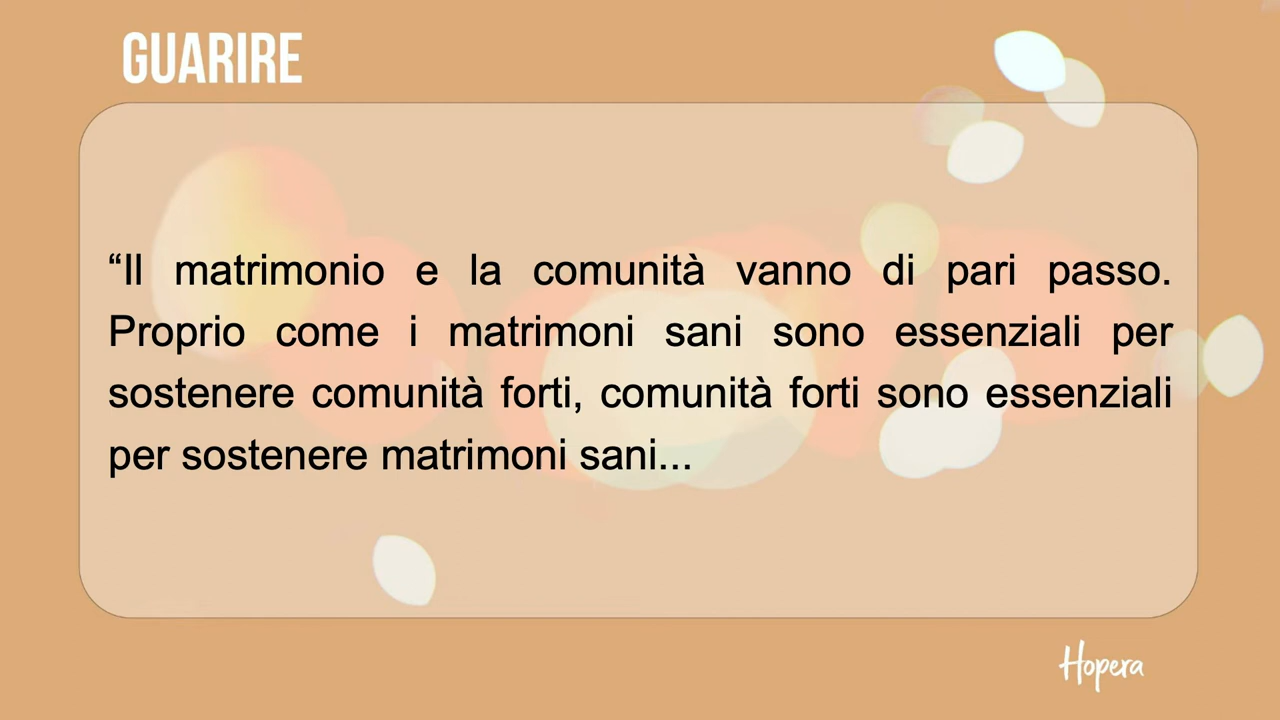 GUARIRE
“Il matrimonio e la comunità vanno di pari passo.
Proprio come i matrimoni sani sono essenziali per
sostenere comunità forti, comunità forti sono essenziali
per sostenere matrimoni sani...
Hopera